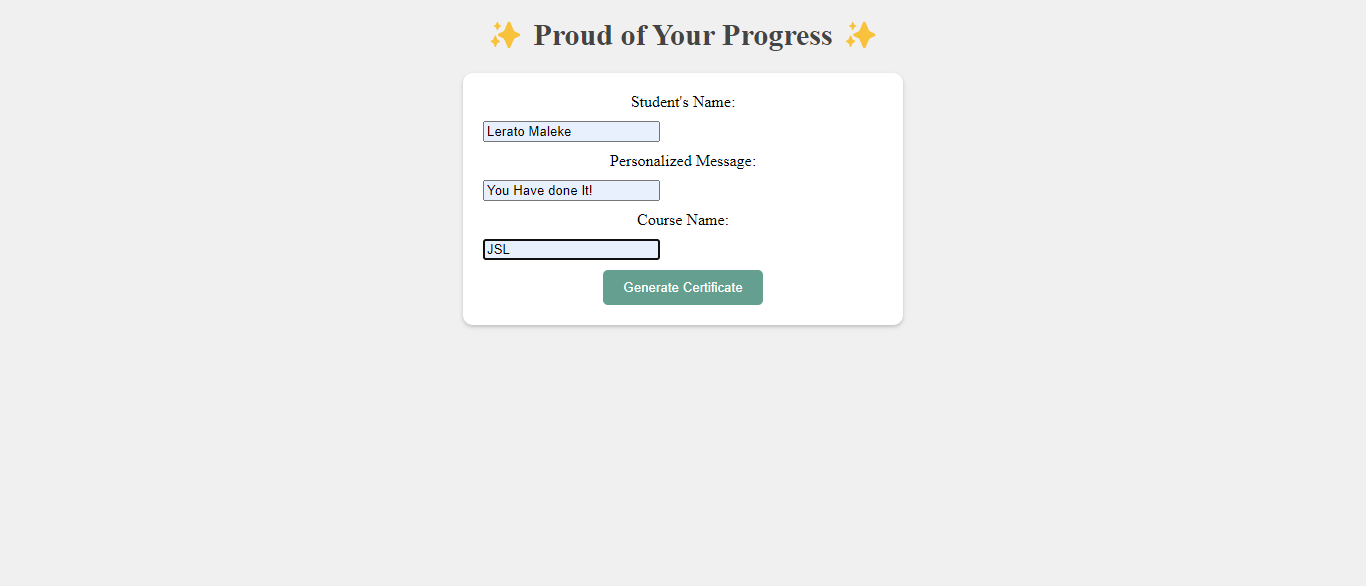 ✨ Proud of Your Progress ✨
Student's Name:
Lerato Maleke
Personalized Message:
You Have done It!
Course Name:
JSL
Generate Certificate